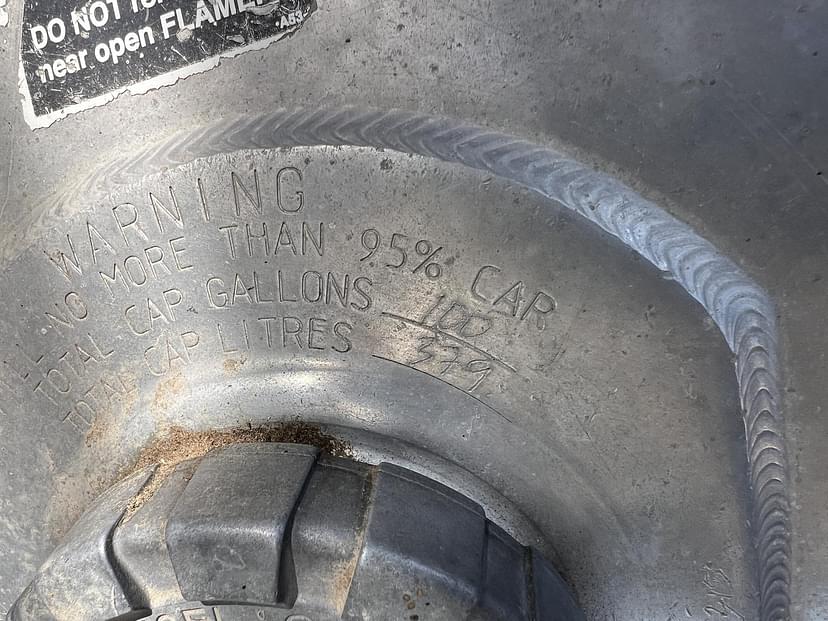 DO NOT
near open FLAME
A53
WARNING
NO MORE THAN 95% CAP
TOTAL CAP GALLONS 100
TOTAL CAP LITRES 379